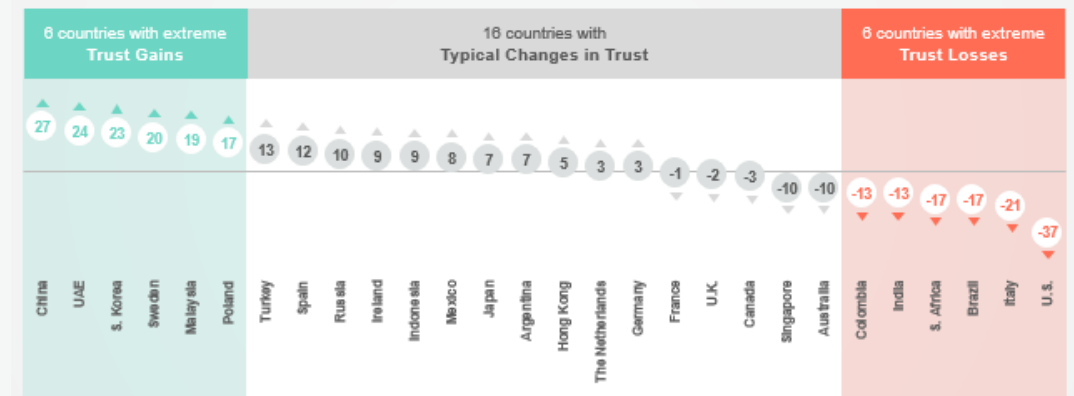 6 countries with extreme
Trust Gains
16 countries with
Typical Changes in Trust
6 countries with extreme
Trust Losses
27
24
23
20
19
17
13
12
10
9
9
8
7
7
5
3
3
-1
-2
-3
-10
-10
-13
-13
-17
-17
-21
-37
China
UAE
S. Korea
Sweden
Malaysia
Poland
Turkey
Spain
Russia
Ireland
Indonesia
Mexico
Japan
Argentina
Hong Kong
The Netherlands
Germany
France
U.K.
Canada
Singapore
Australia
Colombia
India
S. Africa
Brazil
Italy
U.S.